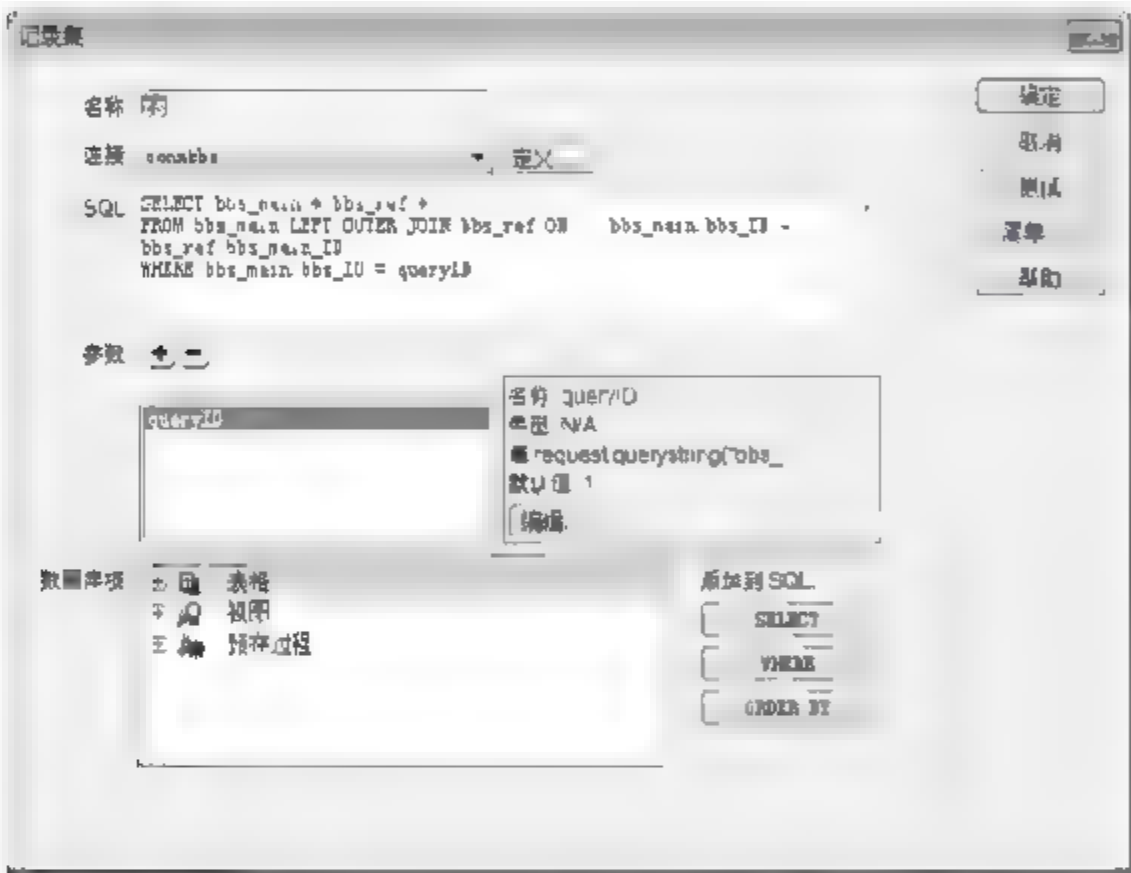 记录集
名称
连接 connbbs 定义
SQL SELECT bbs_main * bbs_ref *
FROM bbs_main LEFT OUTER JOIN bbs_ref ON bbs_main bbs_ID =
bbs_ref bbs_main_ID
WHERE bbs_main bbs_ID = queryID
参数
queryID
名称 queryID
类型 N/A
值 request querystring("bbs_
默认值 1
编辑
数据库项
表格
视图
预存过程
添加到 SQL
SELECT
WHERE
ORDER BY
确定
取消
测试
简单
帮助